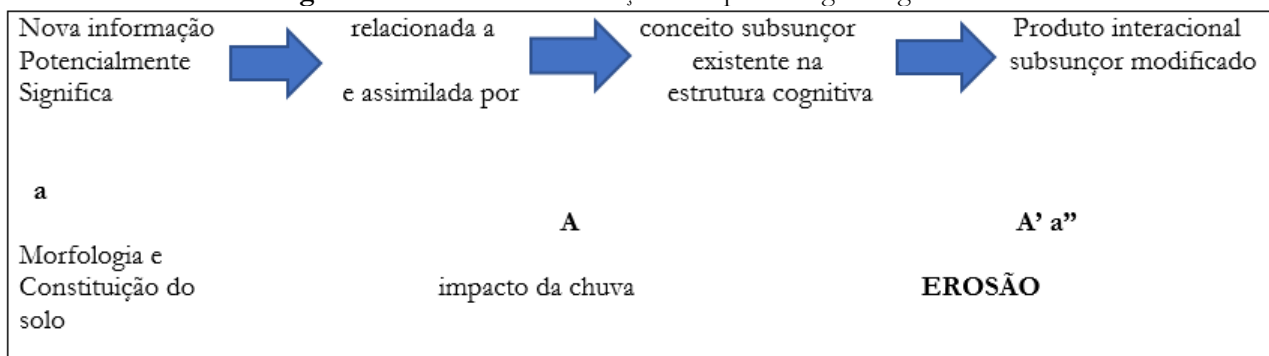 Nova informação relacionada a conceito subsunçor Produto interacional
Potencialmente existente na subsunçor modificado
Significa e assimilada por estrutura cognitiva
a
A A’ a”
Morfologia e
Constituição do impacto da chuva EROSÃO
solo